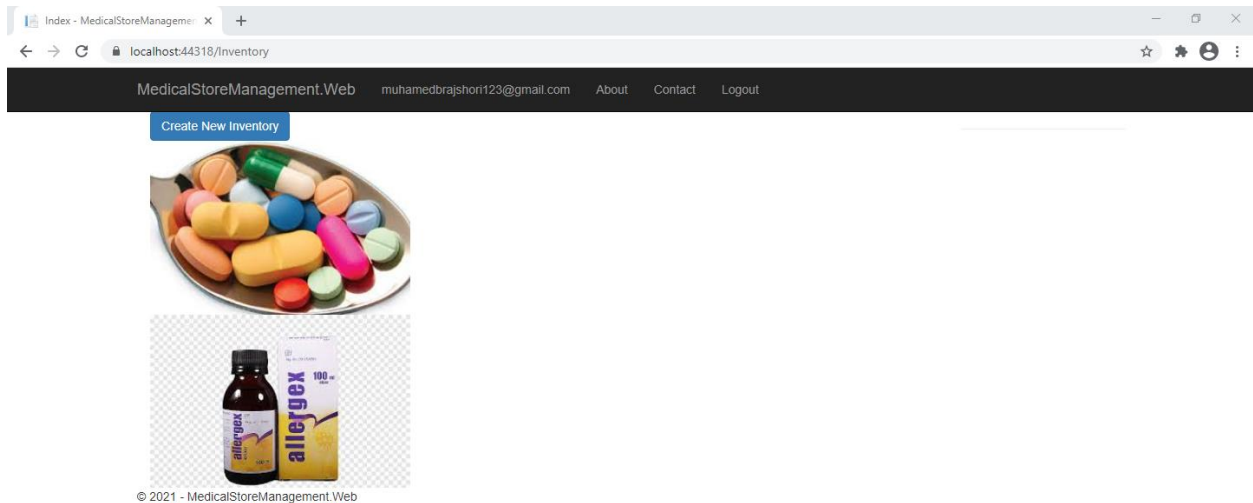 Index - MedicalStoreManagemen
localhost:44318/Inventory
MedicalStoreManagement.Web muhamedbrajshori123@gmail.com About Contact Logout
Create New Inventory
100 ml
allergex
allergex
© 2021 - MedicalStoreManagement.Web